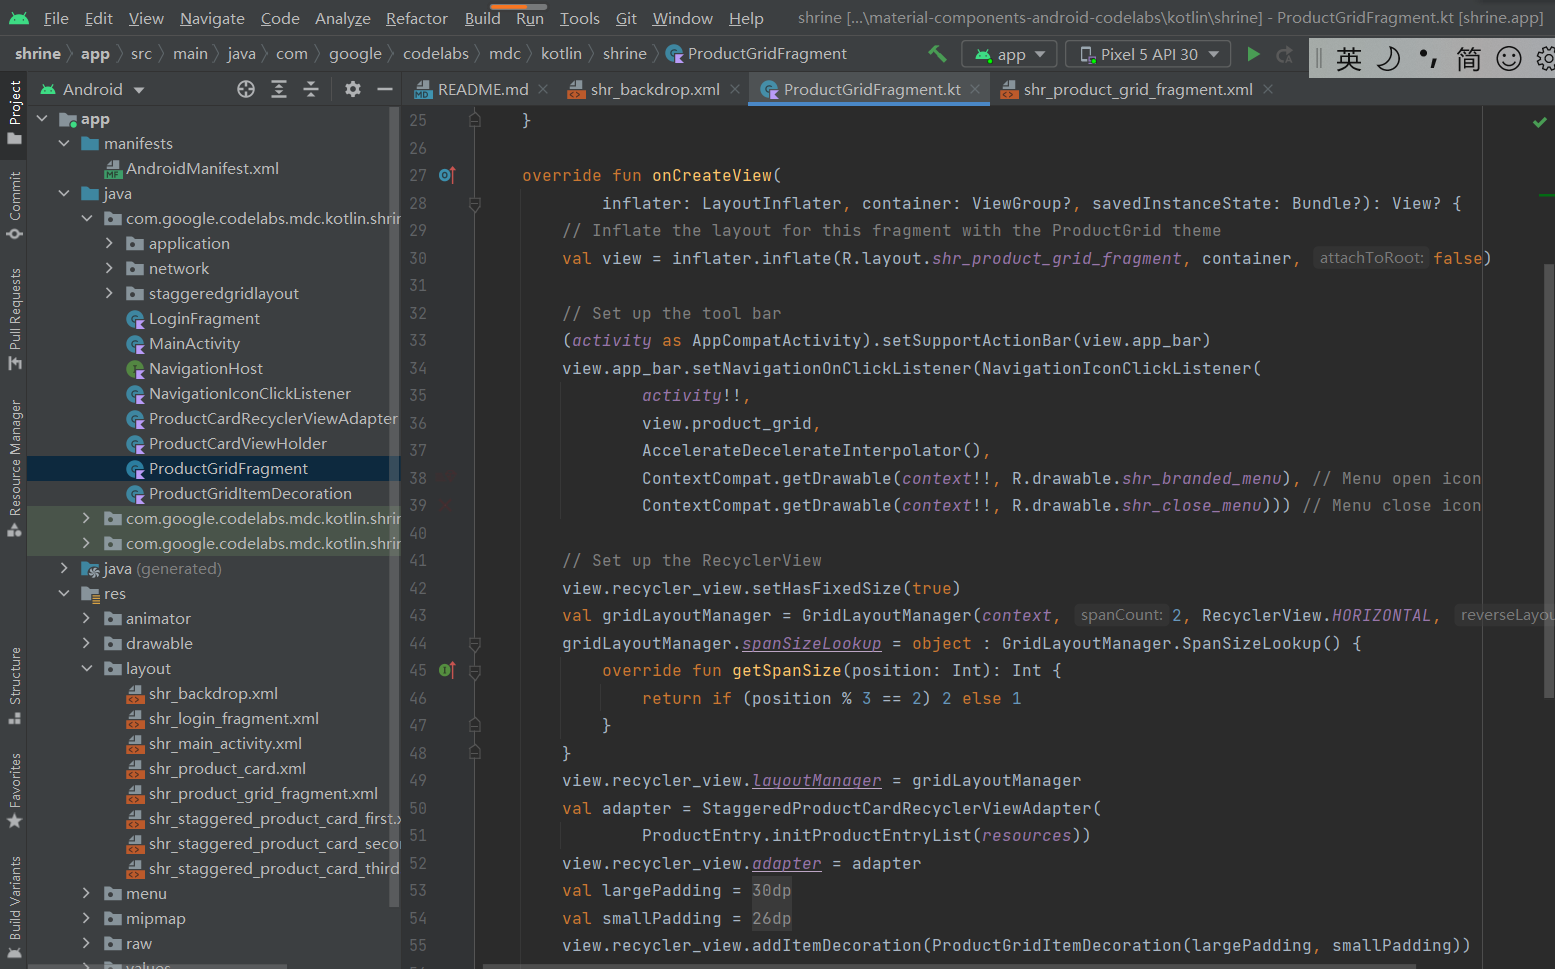 File Edit View Navigate Code Analyze Refactor Build Run Tools Git Window Help shrine [...\material-components-android-codelabs\kotlin\shrine] - ProductGridFragment.kt [shrine.app]
shrine app src main java com google codelabs mdc kotlin shrine ProductGridFragment app Pixel 5 API 30 英 简
Android README.md shr_backdrop.xml ProductGridFragment.kt shr_product_grid_fragment.xml
Project
Commit
Pull Requests
Resource Manager
Structure
Favorites
Build Variants
app
manifests
AndroidManifest.xml
java
com.google.codelabs.mdc.kotlin.shrin
application
network
staggeredgridlayout
LoginFragment
MainActivity
NavigationHost
NavigationIconClickListener
ProductCardRecyclerViewAdapter
ProductCardViewHolder
ProductGridFragment
ProductGridItemDecoration
com.google.codelabs.mdc.kotlin.shrin
com.google.codelabs.mdc.kotlin.shrin
java (generated)
res
animator
drawable
layout
shr_backdrop.xml
shr_login_fragment.xml
shr_main_activity.xml
shr_product_card.xml
shr_product_grid_fragment.xml
shr_staggered_product_card_first.x
shr_staggered_product_card_seco
shr_staggered_product_card_third
menu
mipmap
raw
values
25 }
26
27 override fun onCreateView(
28 inflater: LayoutInflater, container: ViewGroup?, savedInstanceState: Bundle?): View? {
29 // Inflate the layout for this fragment with the ProductGrid theme
30 val view = inflater.inflate(R.layout.shr_product_grid_fragment, container, attachToRoot: false)
31
32 // Set up the tool bar
33 (activity as AppCompatActivity).setSupportActionBar(view.app_bar)
34 view.app_bar.setNavigationOnClickListener(NavigationIconClickListener(
35 activity!!,
36 view.product_grid,
37 AccelerateDecelerateInterpolator(),
38 ContextCompat.getDrawable(context!!, R.drawable.shr_branded_menu), // Menu open icon
39 ContextCompat.getDrawable(context!!, R.drawable.shr_close_menu))) // Menu close icon
40
41 // Set up the RecyclerView
42 view.recycler_view.setHasFixedSize(true)
43 val gridLayoutManager = GridLayoutManager(context, spanCount: 2, RecyclerView.HORIZONTAL, reverseLayou
44 gridLayoutManager.spanSizeLookup = object : GridLayoutManager.SpanSizeLookup() {
45 override fun getSpanSize(position: Int): Int {
46 return if (position % 3 == 2) 2 else 1
47 }
48 }
49 view.recycler_view.layoutManager = gridLayoutManager
50 val adapter = StaggeredProductCardRecyclerViewAdapter(
51 ProductEntry.initProductEntryList(resources))
52 view.recycler_view.adapter = adapter
53 val largePadding = 30dp
54 val smallPadding = 26dp
55 view.recycler_view.addItemDecoration(ProductGridItemDecoration(largePadding, smallPadding))